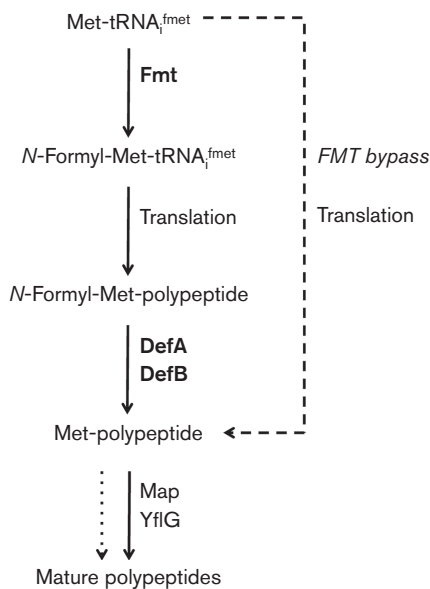 Met-tRNAᵢᶠᵐᵉᵗ
Fmt
N-Formyl-Met-tRNAᵢᶠᵐᵉᵗ
FMT bypass
Translation
Translation
N-Formyl-Met-polypeptide
DefA
DefB
Met-polypeptide
Map
YflG
Mature polypeptides